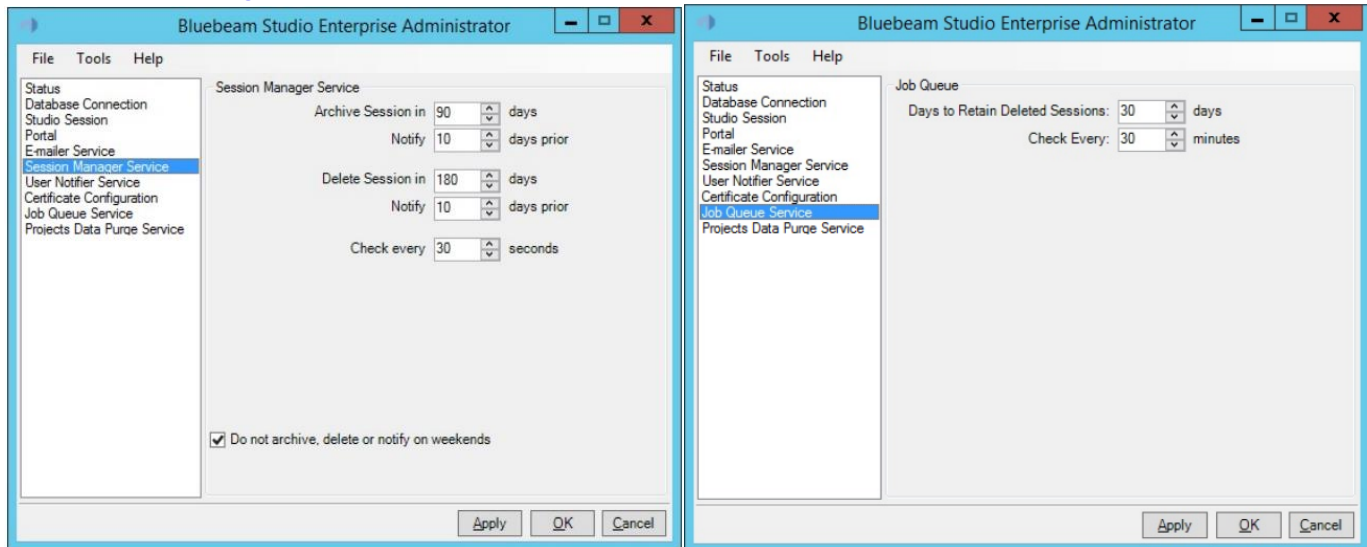 Bluebeam Studio Enterprise Administrator
File Tools Help
Status
Database Connection
Studio Session
Portal
E-mailer Service
Session Manager Service
User Notifier Service
Certificate Configuration
Job Queue Service
Projects Data Purge Service
Session Manager Service
Archive Session in 90 days
Notify 10 days prior
Delete Session in 180 days
Notify 10 days prior
Check every 30 seconds
Do not archive, delete or notify on weekends
Apply OK Cancel
Bluebeam Studio Enterprise Administrator
File Tools Help
Status
Database Connection
Studio Session
Portal
E-mailer Service
Session Manager Service
User Notifier Service
Certificate Configuration
Job Queue Service
Projects Data Purge Service
Job Queue
Days to Retain Deleted Sessions: 30 days
Check Every: 30 minutes
Apply OK Cancel